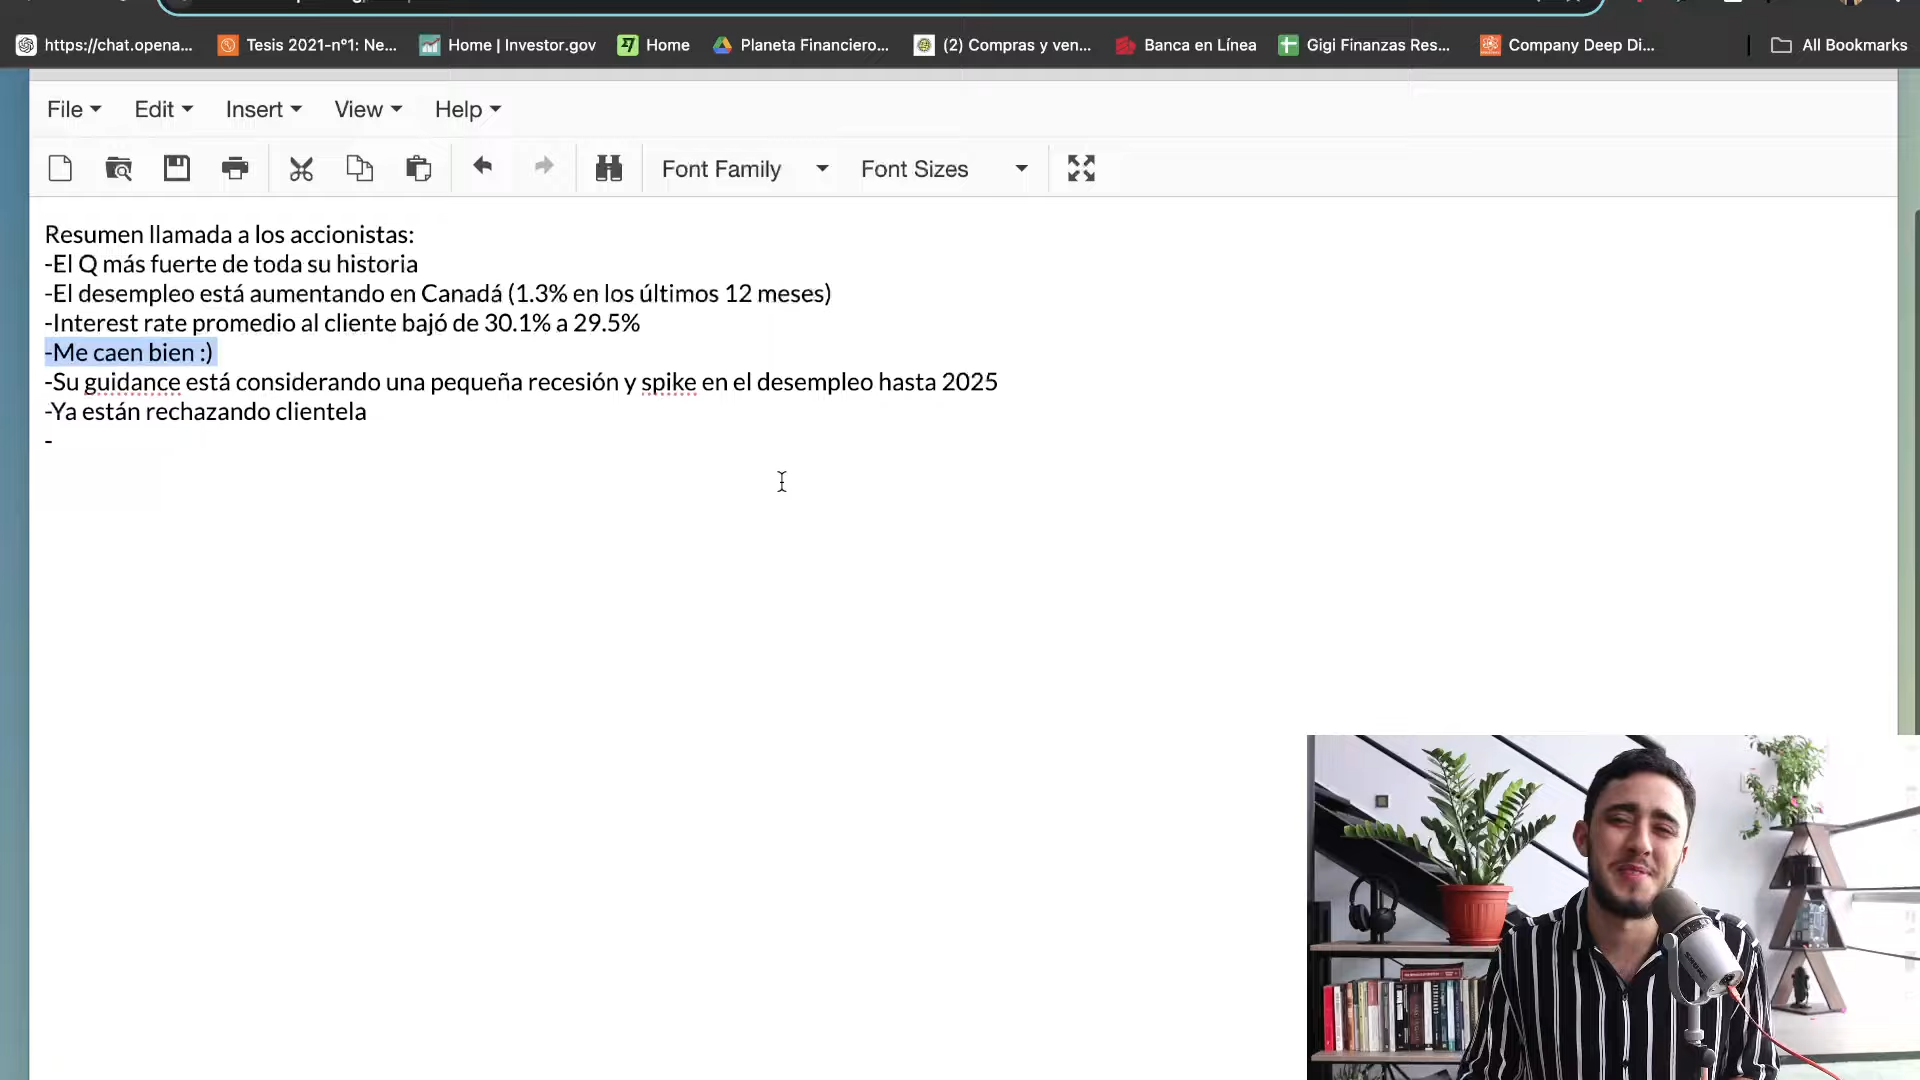 https://chat.opena...
Tesis 2021-nº1: Ne...
Home | Investor.gov
Home
Planeta Financiero...
(2) Compras y ven...
Banca en Línea
Gigi Finanzas Res...
Company Deep Di...
All Bookmarks
File
Edit
Insert
View
Help
Font Family
Font Sizes
Resumen llamada a los accionistas:
-El Q más fuerte de toda su historia
-El desempleo está aumentando en Canadá (1.3% en los últimos 12 meses)
-Interest rate promedio al cliente bajó de 30.1% a 29.5%
-Me caen bien :)
-Su guidance está considerando una pequeña recesión y spike en el desempleo hasta 2025
-Ya están rechazando clientela
-